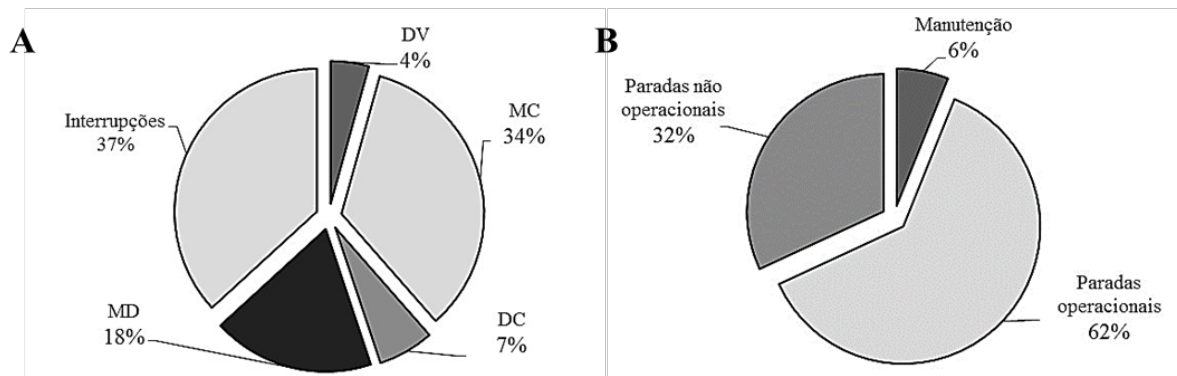 A
DV
4%
MC
34%
DC
7%
MD
18%
Interrupções
37%
B
Manutenção
6%
Paradas não
operacionais
32%
Paradas
operacionais
62%